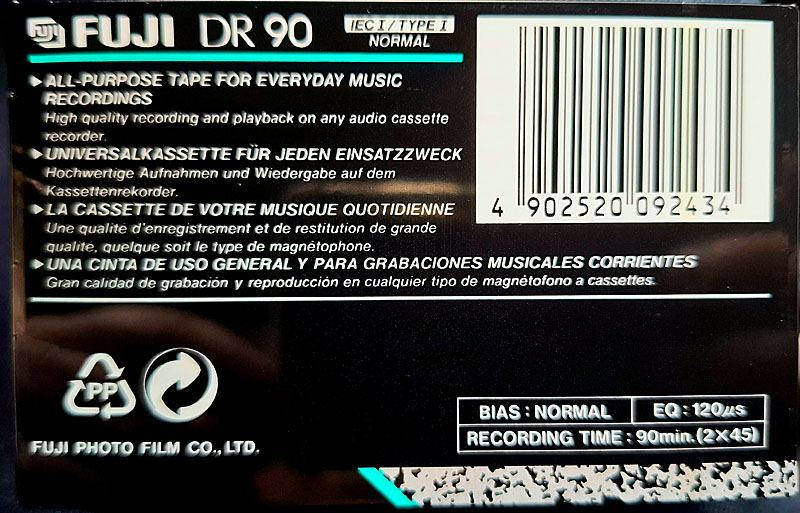 FUJI FUJI DR 90 IEC I / TYPE I
NORMAL
ALL-PURPOSE TAPE FOR EVERYDAY MUSIC
RECORDINGS
High quality recording and playback on any audio cassette
recorder.
UNIVERSALKASSETTE FÜR JEDEN EINSATZZWECK
Hochwertige Aufnahmen und Wiedergabe auf dem
Kassettenrekorder.
LA CASSETTE DE VOTRE MUSIQUE QUOTIDIENNE
Une qualité d'enregistrement et de restitution de grande
qualite, quelque soit le type de magnétophone.
UNA CINTA DE USO GENERAL Y PARA GRABACIONES MUSICALES CORRIENTES
Gran calidad de grabación y reproducción en cualquier tipo de magnétofono a cassettes.
4 902520 092434
PP
FUJI PHOTO FILM CO., LTD.
BIAS : NORMAL EQ : 120µs
RECORDING TIME : 90min. (2×45)